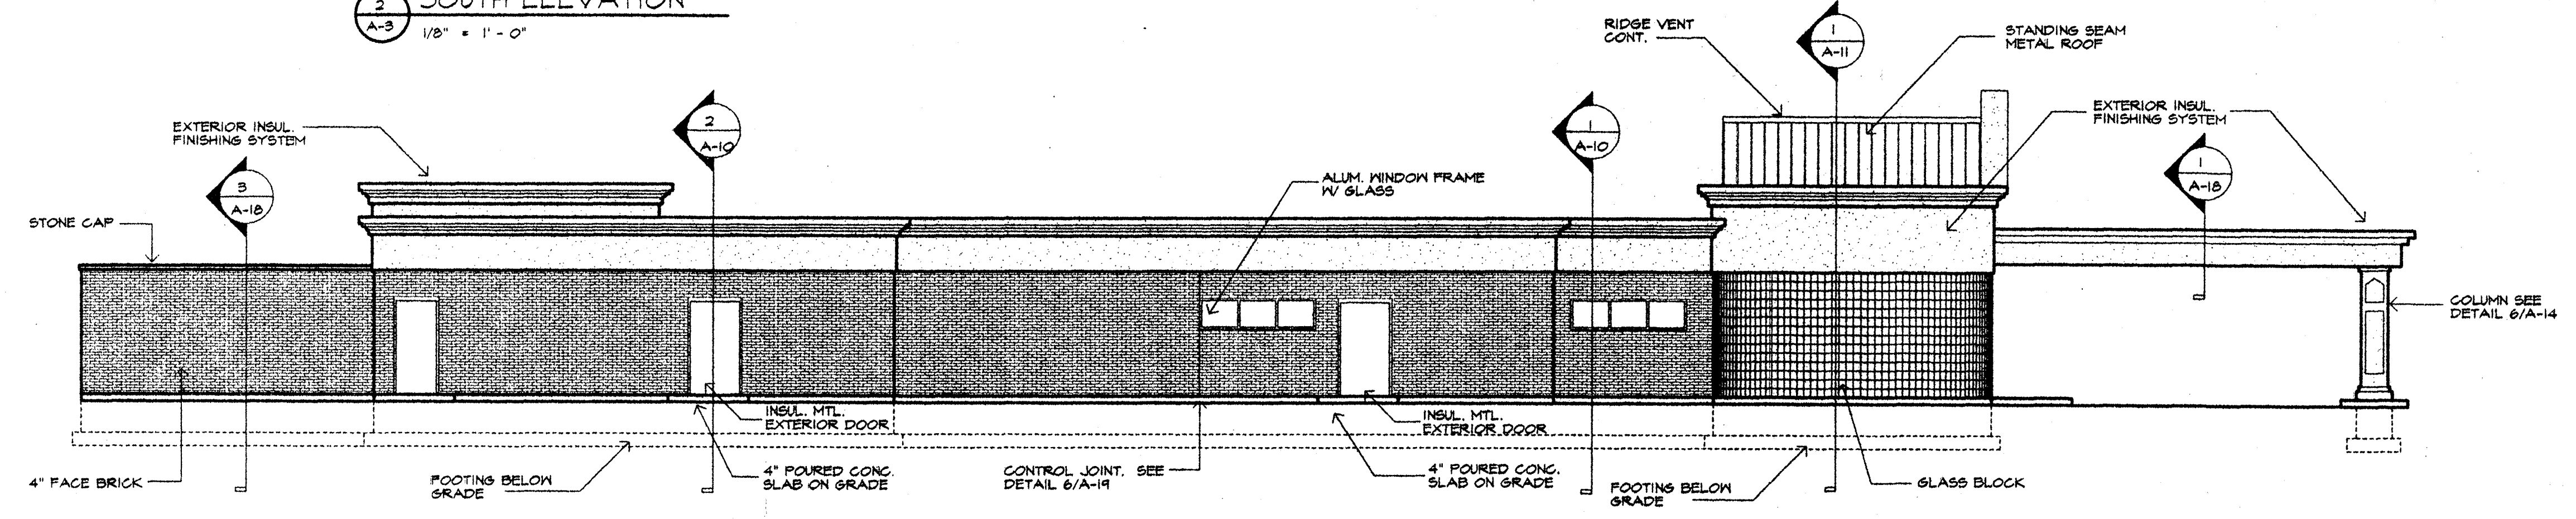 2
A-3
SOUTH ELEVATION
1/8" = 1' - 0"
RIDGE VENT
CONT.
1
A-11
STANDING SEAM
METAL ROOF
EXTERIOR INSUL.
FINISHING SYSTEM
2
A-10
1
A-10
EXTERIOR INSUL.
FINISHING SYSTEM
3
A-18
ALUM. WINDOW FRAME
W/ GLASS
1
A-18
STONE CAP
COLUMN SEE
DETAIL 6/A-14
INSUL. MTL.
EXTERIOR DOOR
INSUL. MTL.
EXTERIOR DOOR
4" FACE BRICK
FOOTING BELOW
GRADE
4" POURED CONC.
SLAB ON GRADE
CONTROL JOINT. SEE
DETAIL 6/A-19
4" POURED CONC.
SLAB ON GRADE
FOOTING BELOW
GRADE
GLASS BLOCK